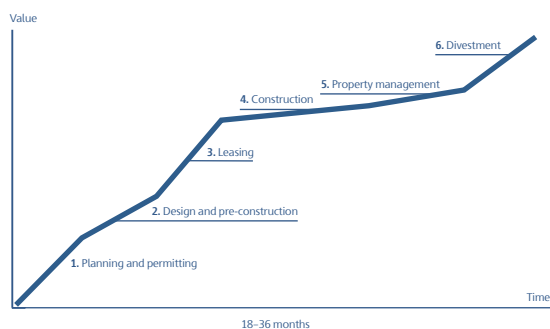 Value
6. Divestment
5. Property management
4. Construction
3. Leasing
2. Design and pre-construction
1. Planning and permitting
Time
18–36 months